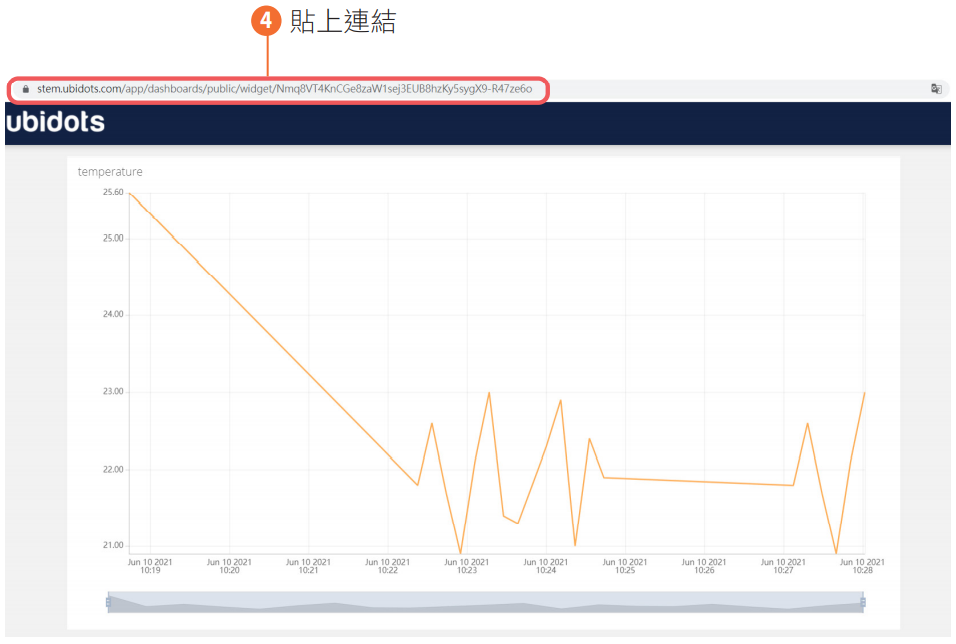 4 貼上連結
stem.ubidots.com/app/dashboards/public/widget/Nmq8VT4KnCGe8zaW1sej3EUB8hzKy5sygX9-R47ze6o
ubidots
temperature
25.60
25.00
24.00
23.00
22.00
21.00
Jun 10 2021 Jun 10 2021 Jun 10 2021 Jun 10 2021 Jun 10 2021 Jun 10 2021 Jun 10 2021 Jun 10 2021 Jun 10 2021 Jun 10 2021
10:19 10:20 10:21 10:22 10:23 10:24 10:25 10:26 10:27 10:28